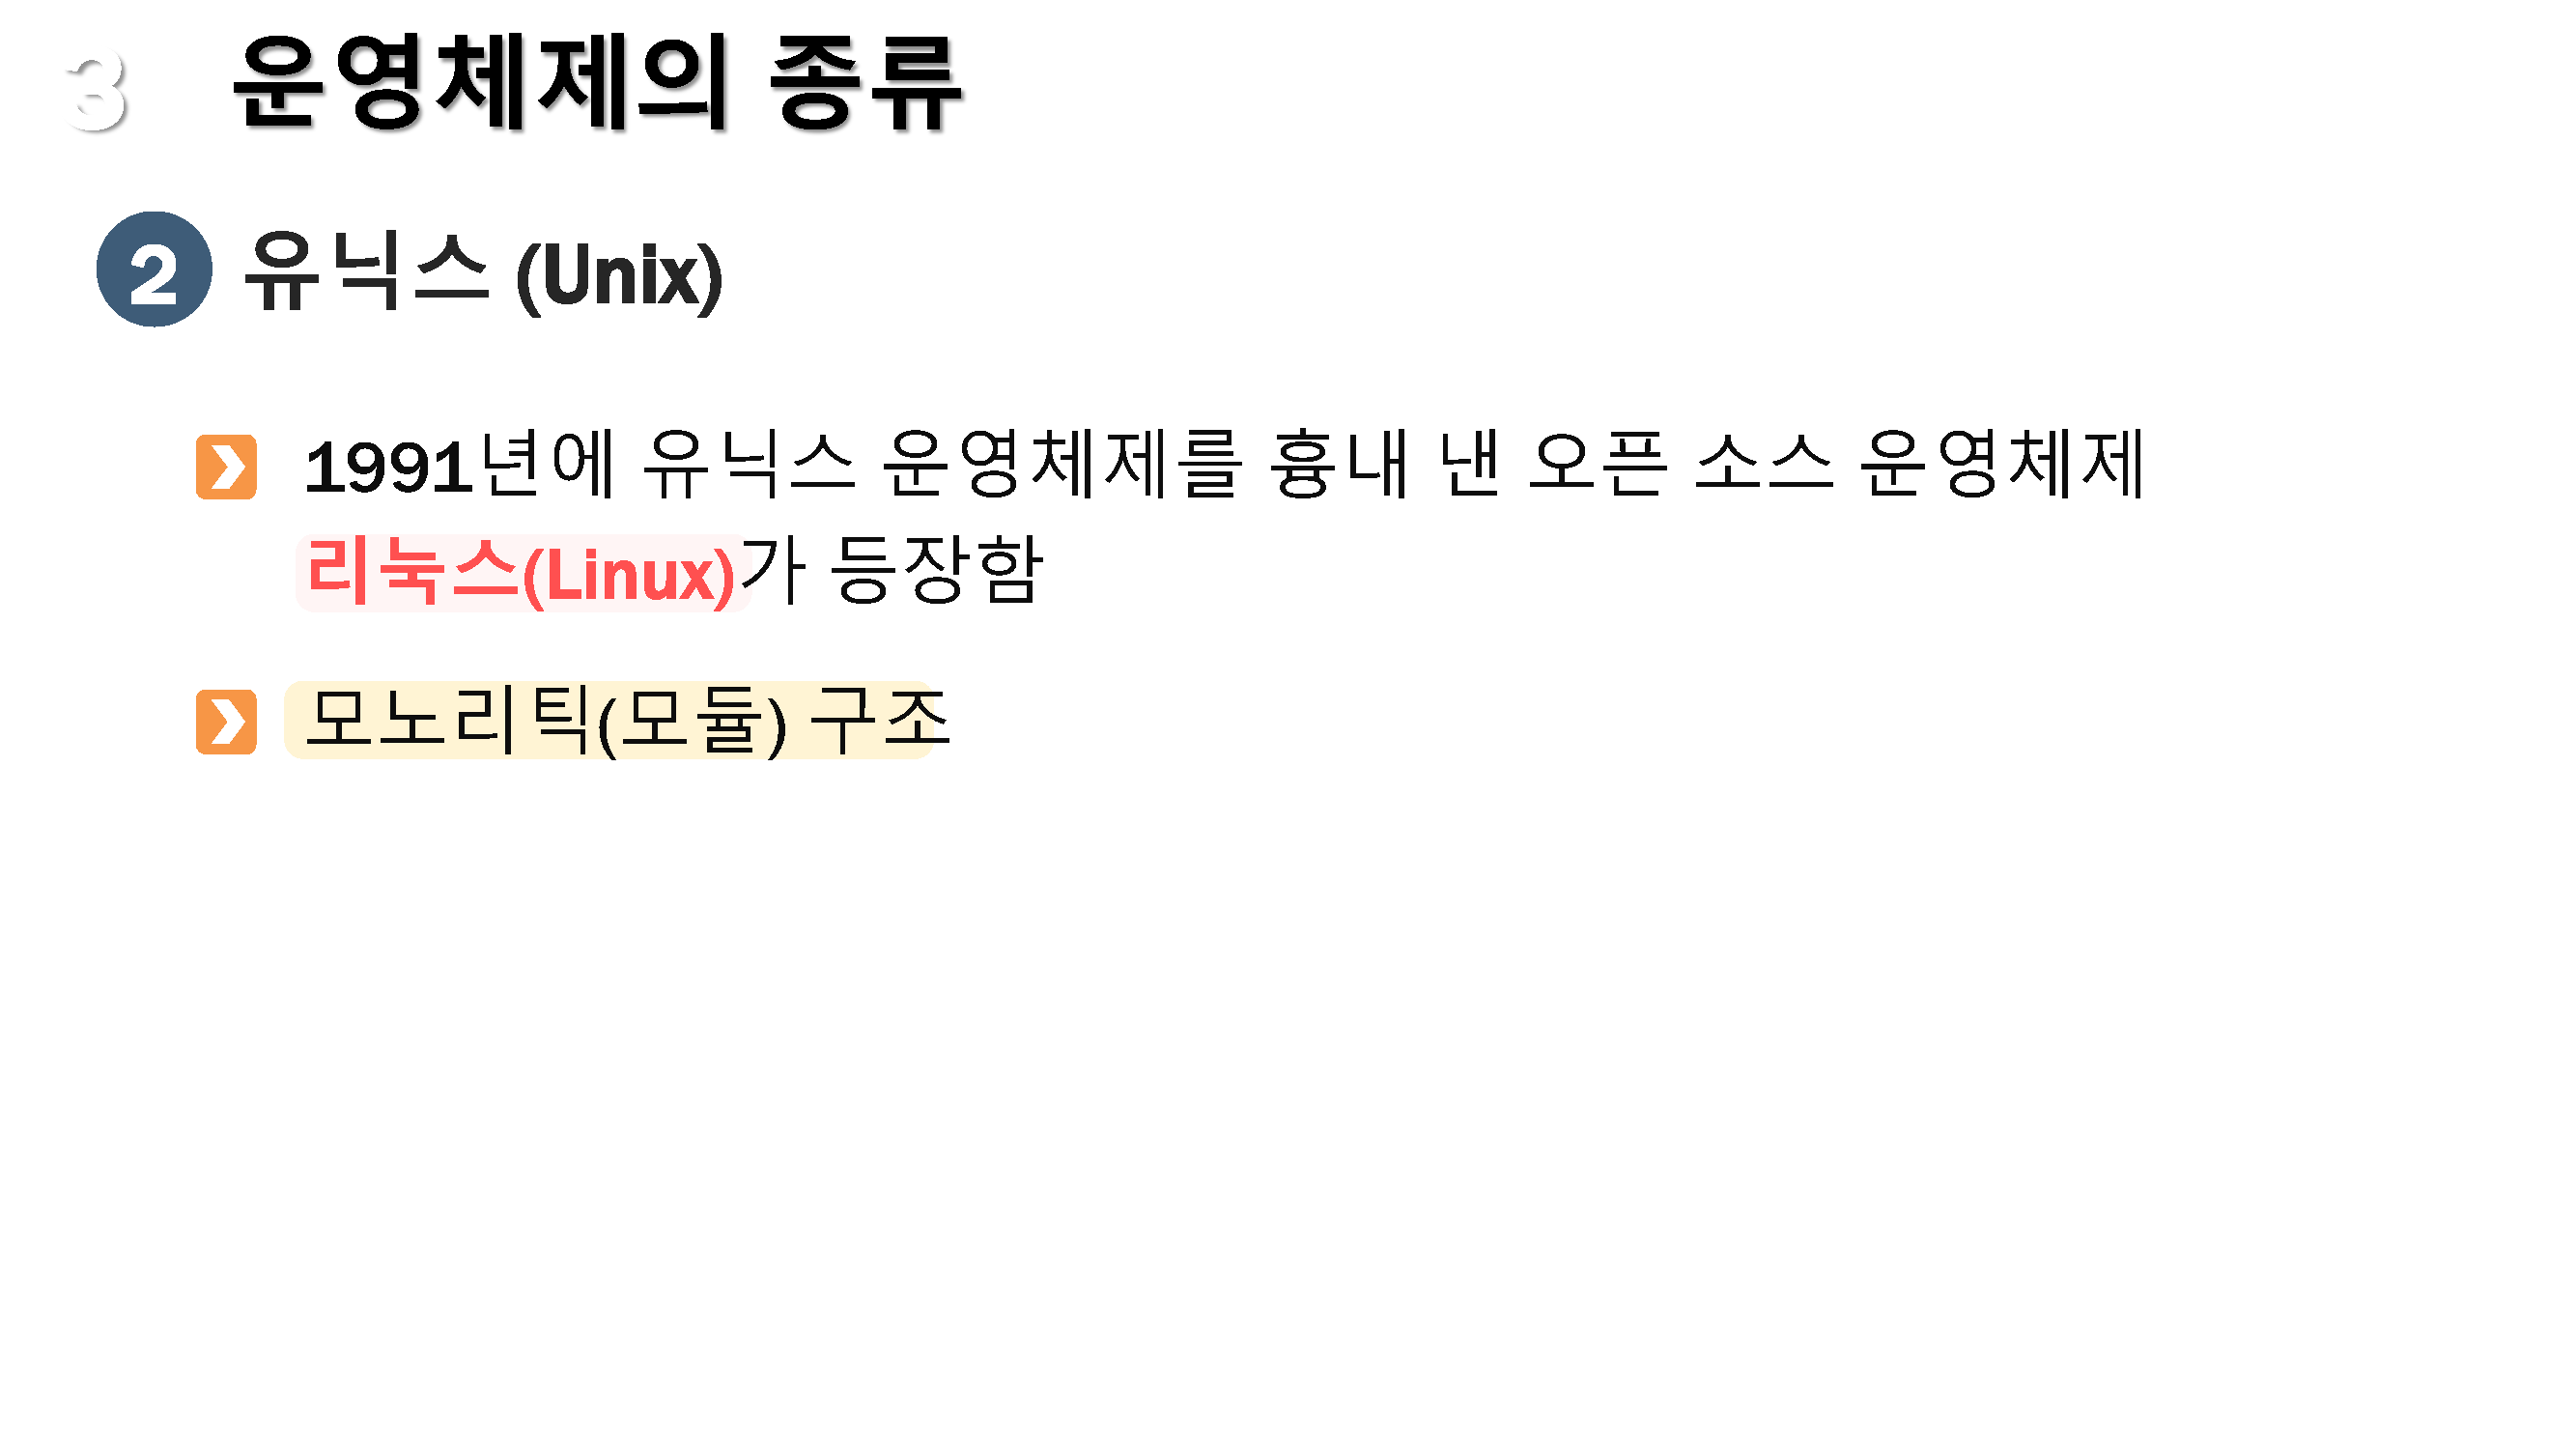 3 운영체제의 종류
2 유닉스 (Unix)
1991년에 유닉스 운영체제를 흉내 낸 오픈 소스 운영체제
리눅스(Linux)가 등장함
모노리틱(모듈) 구조